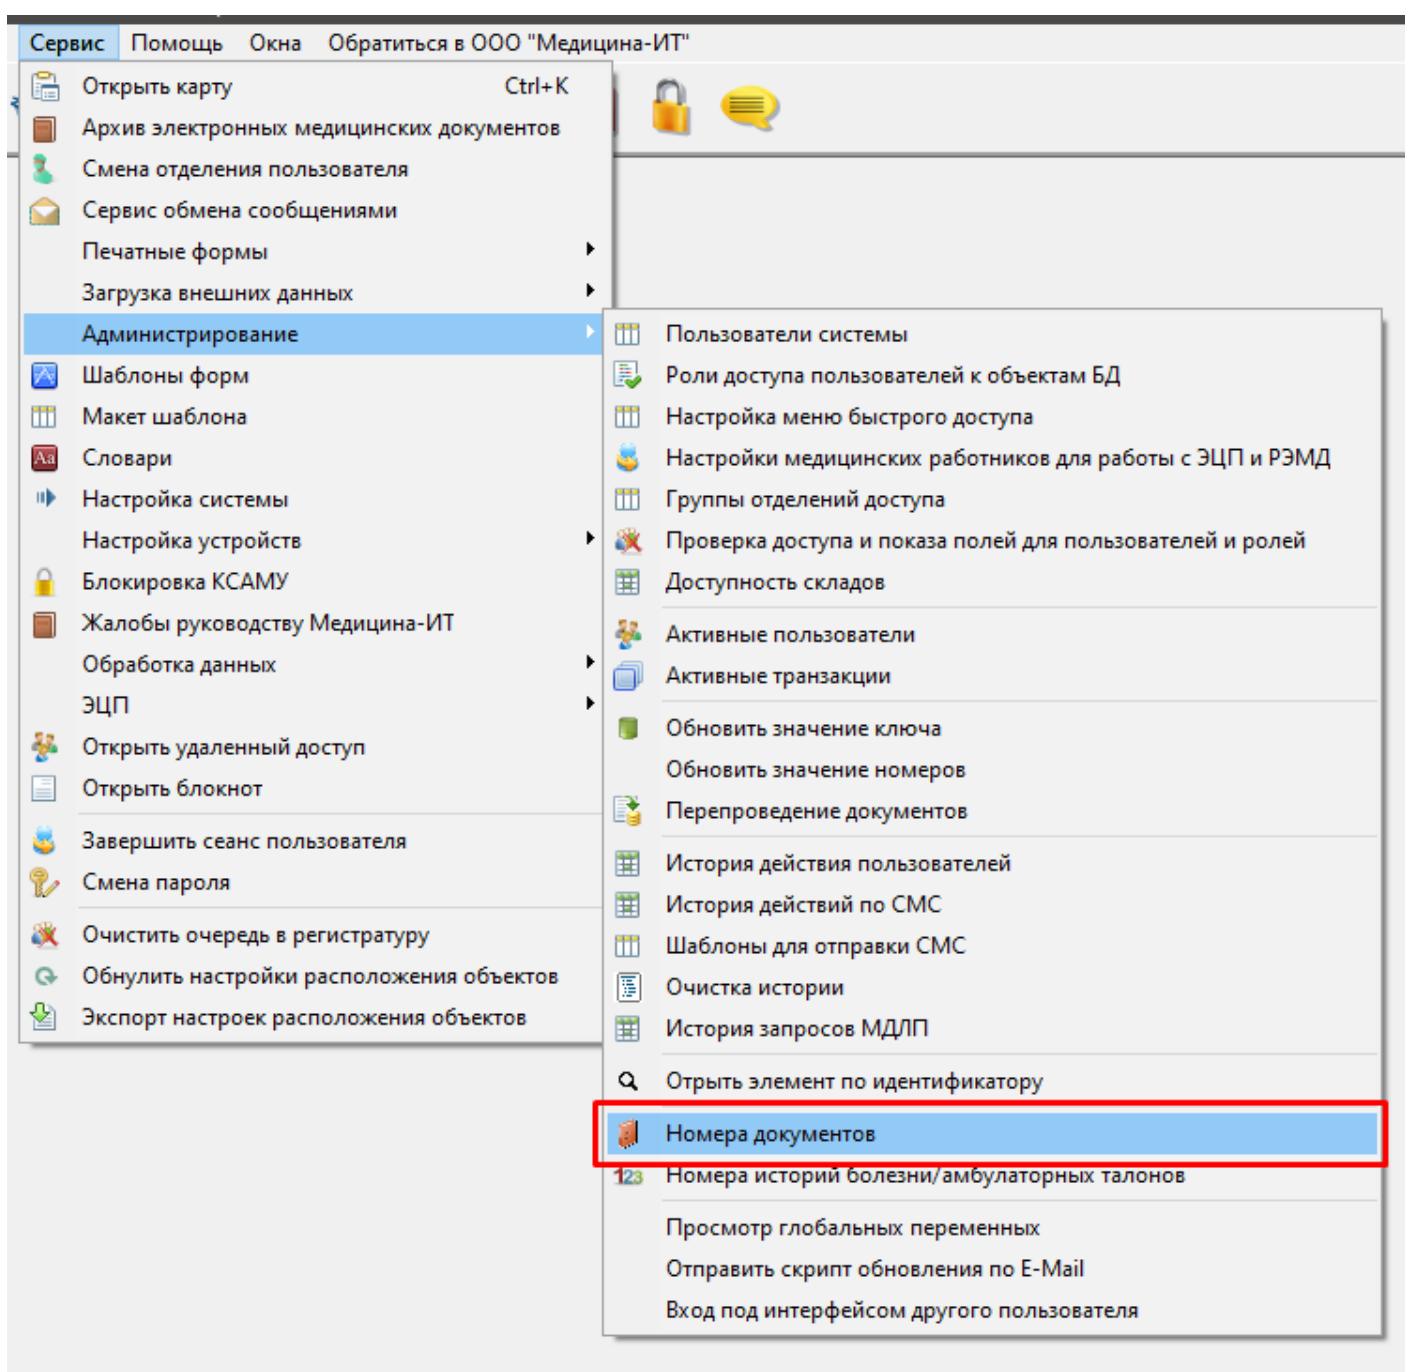 Сервис Помощь Окна Обратиться в ООО "Медицина-ИТ"
Открыть карту Ctrl+K
Архив электронных медицинских документов
Смена отделения пользователя
Сервис обмена сообщениями
Печатные формы
Загрузка внешних данных
Администрирование
Шаблоны форм
Макет шаблона
Aa Словари
Настройка системы
Настройка устройств
Блокировка КСАМУ
Жалобы руководству Медицина-ИТ
Обработка данных
ЭЦП
Открыть удаленный доступ
Открыть блокнот
Завершить сеанс пользователя
Смена пароля
Очистить очередь в регистратуру
Обнулить настройки расположения объектов
Экспорт настроек расположения объектов
Пользователи системы
Роли доступа пользователей к объектам БД
Настройка меню быстрого доступа
Настройки медицинских работников для работы с ЭЦП и РЭМД
Группы отделений доступа
Проверка доступа и показа полей для пользователей и ролей
Доступность складов
Активные пользователи
Активные транзакции
Обновить значение ключа
Обновить значение номеров
Перепроведение документов
История действия пользователей
История действий по СМС
Шаблоны для отправки СМС
Очистка истории
История запросов МДЛП
Отрыть элемент по идентификатору
Номера документов
123 Номера историй болезни/амбулаторных талонов
Просмотр глобальных переменных
Отправить скрипт обновления по E-Mail
Вход под интерфейсом другого пользователя